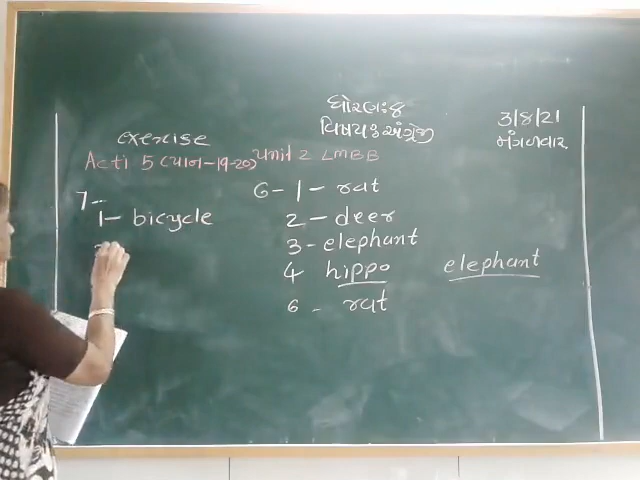 ધોરણઃ૪
વિષયઃઅંગ્રેજી
3/8/21
મંગળવાર
exercise
Acti 5 (પાન-19-20) unit 2 LMBB
7-
1- bicycle
6- 1- rat
2 - deer
3 - elephant
4 hippo elephant
6 - rat